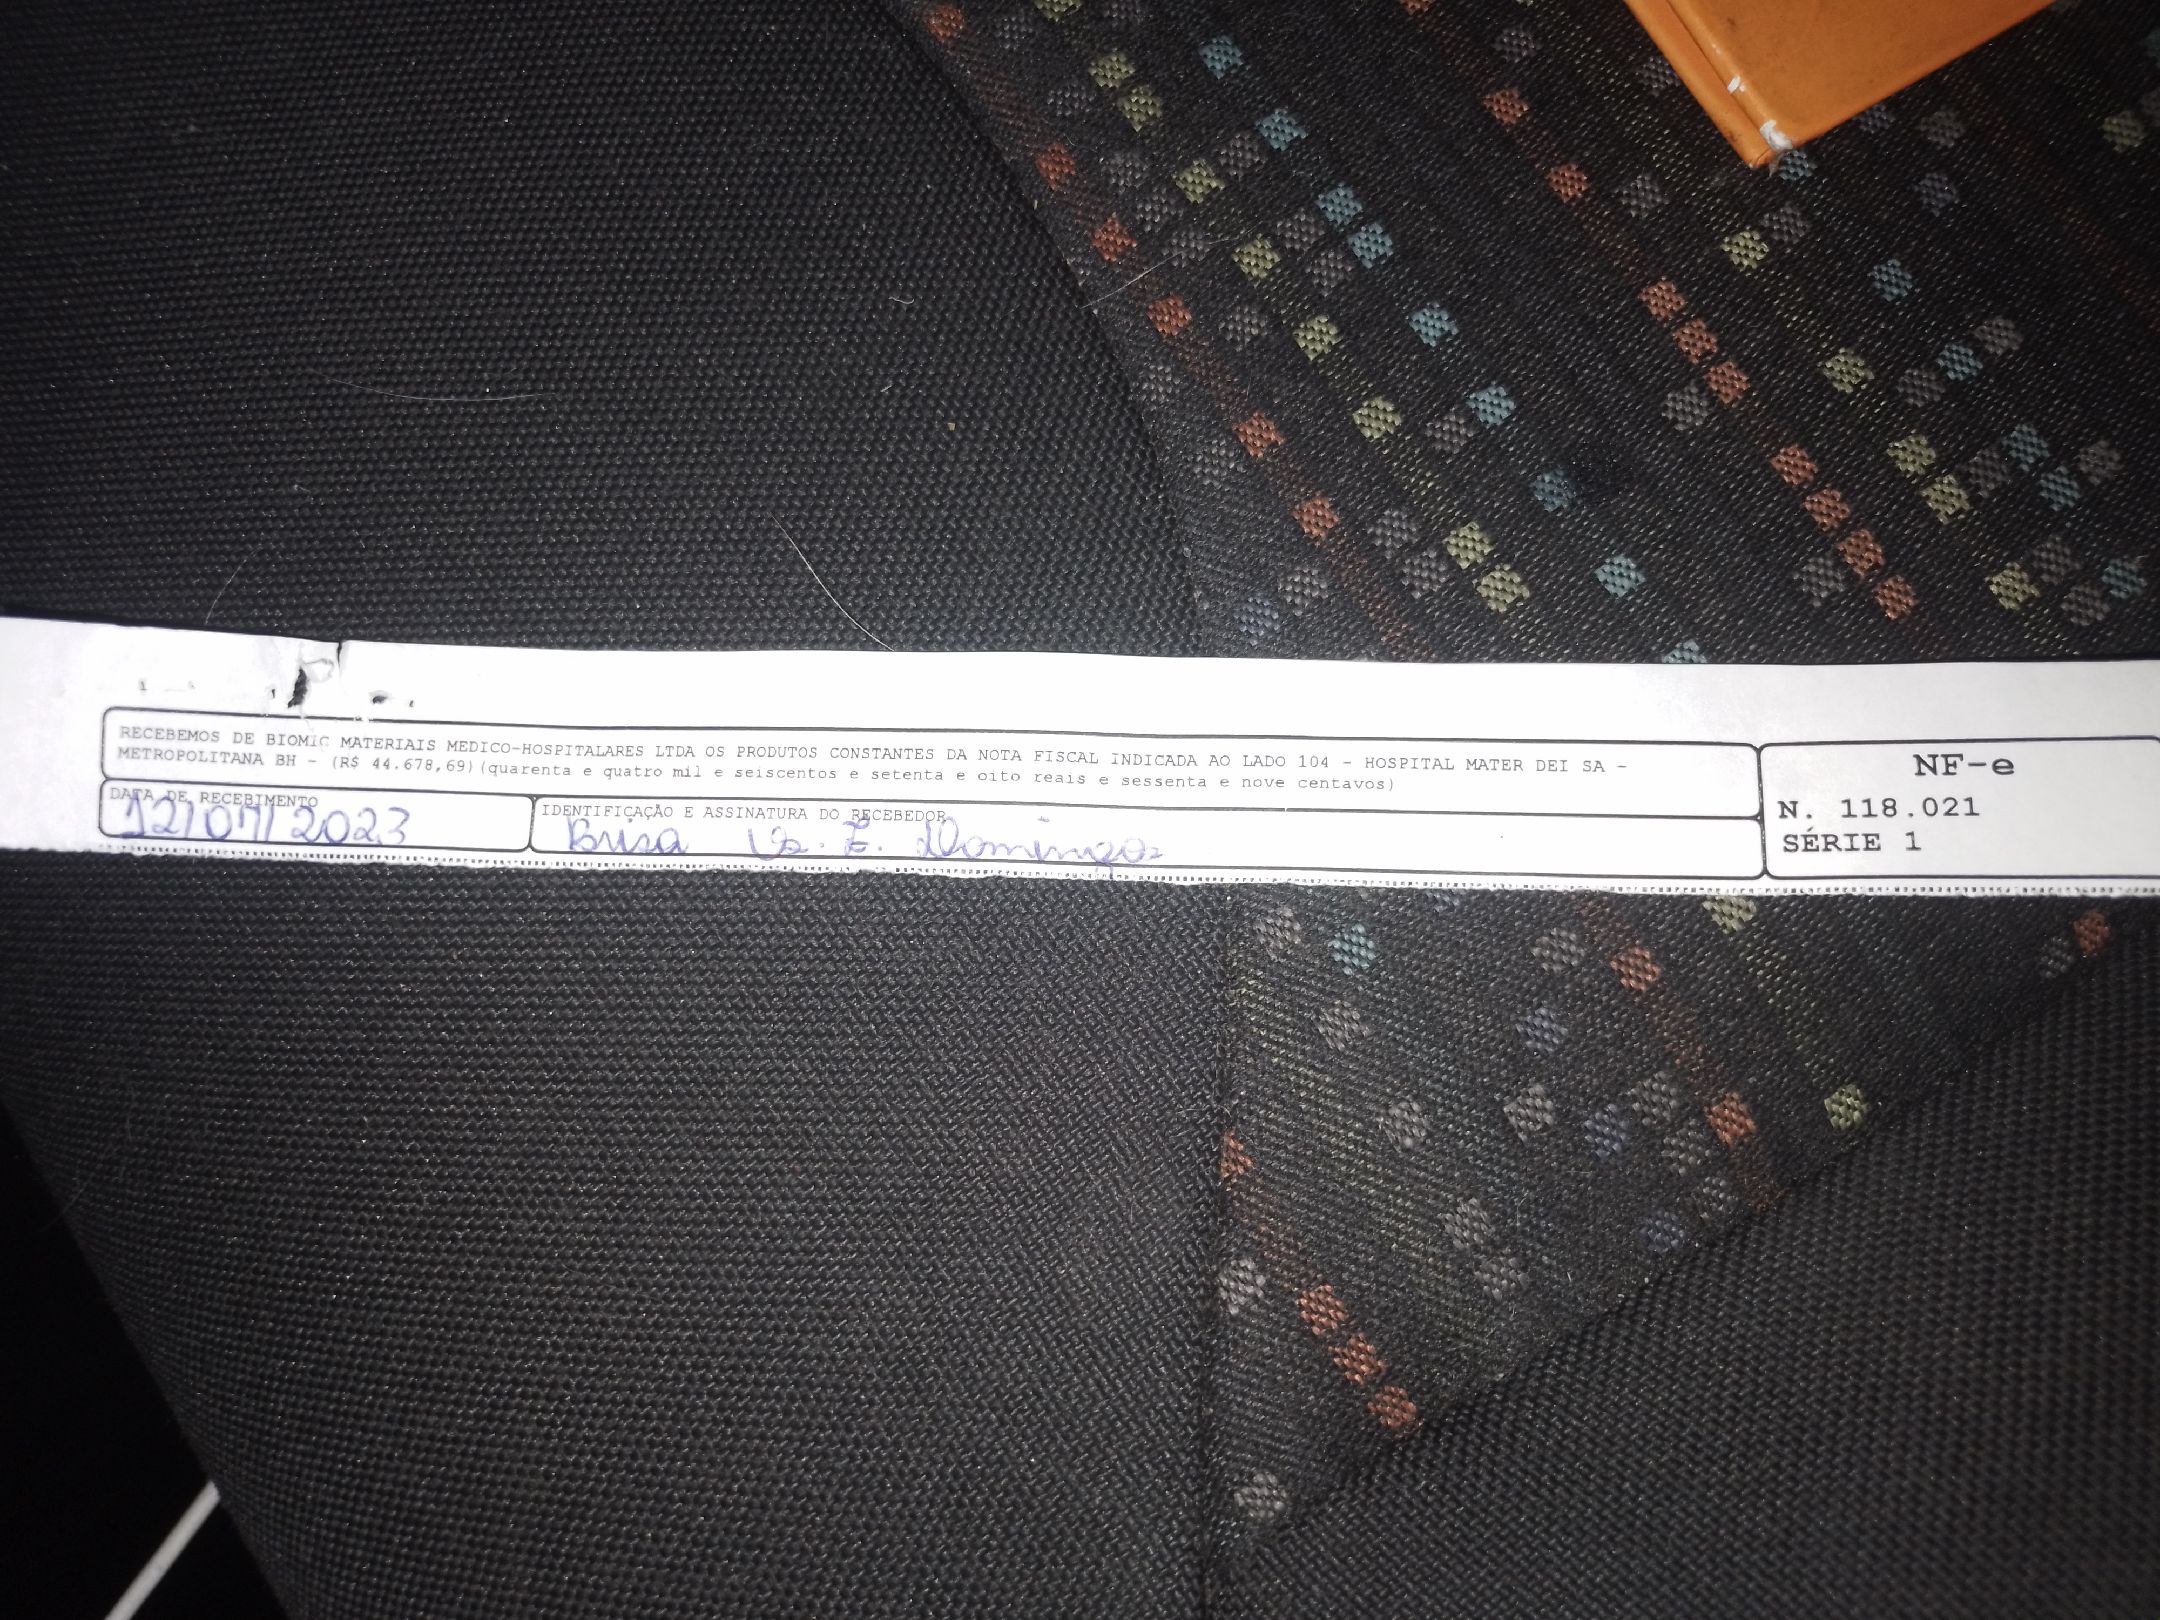 RECEBEMOS DE BIOMIC MATERIAIS MEDICO-HOSPITALARES LTDA OS PRODUTOS CONSTANTES DA NOTA FISCAL INDICADA AO LADO 104 - HOSPITAL MATER DEI SA -
METROPOLITANA BH - (R$ 44.678,69)(quarenta e quatro mil e seiscentos e setenta e oito reais e sessenta e nove centavos)
DATA DE RECEBIMENTO
12/07/2023
IDENTIFICAÇÃO E ASSINATURA DO RECEBEDOR
Brisa Domingos
NF-e
N. 118.021
SÉRIE 1